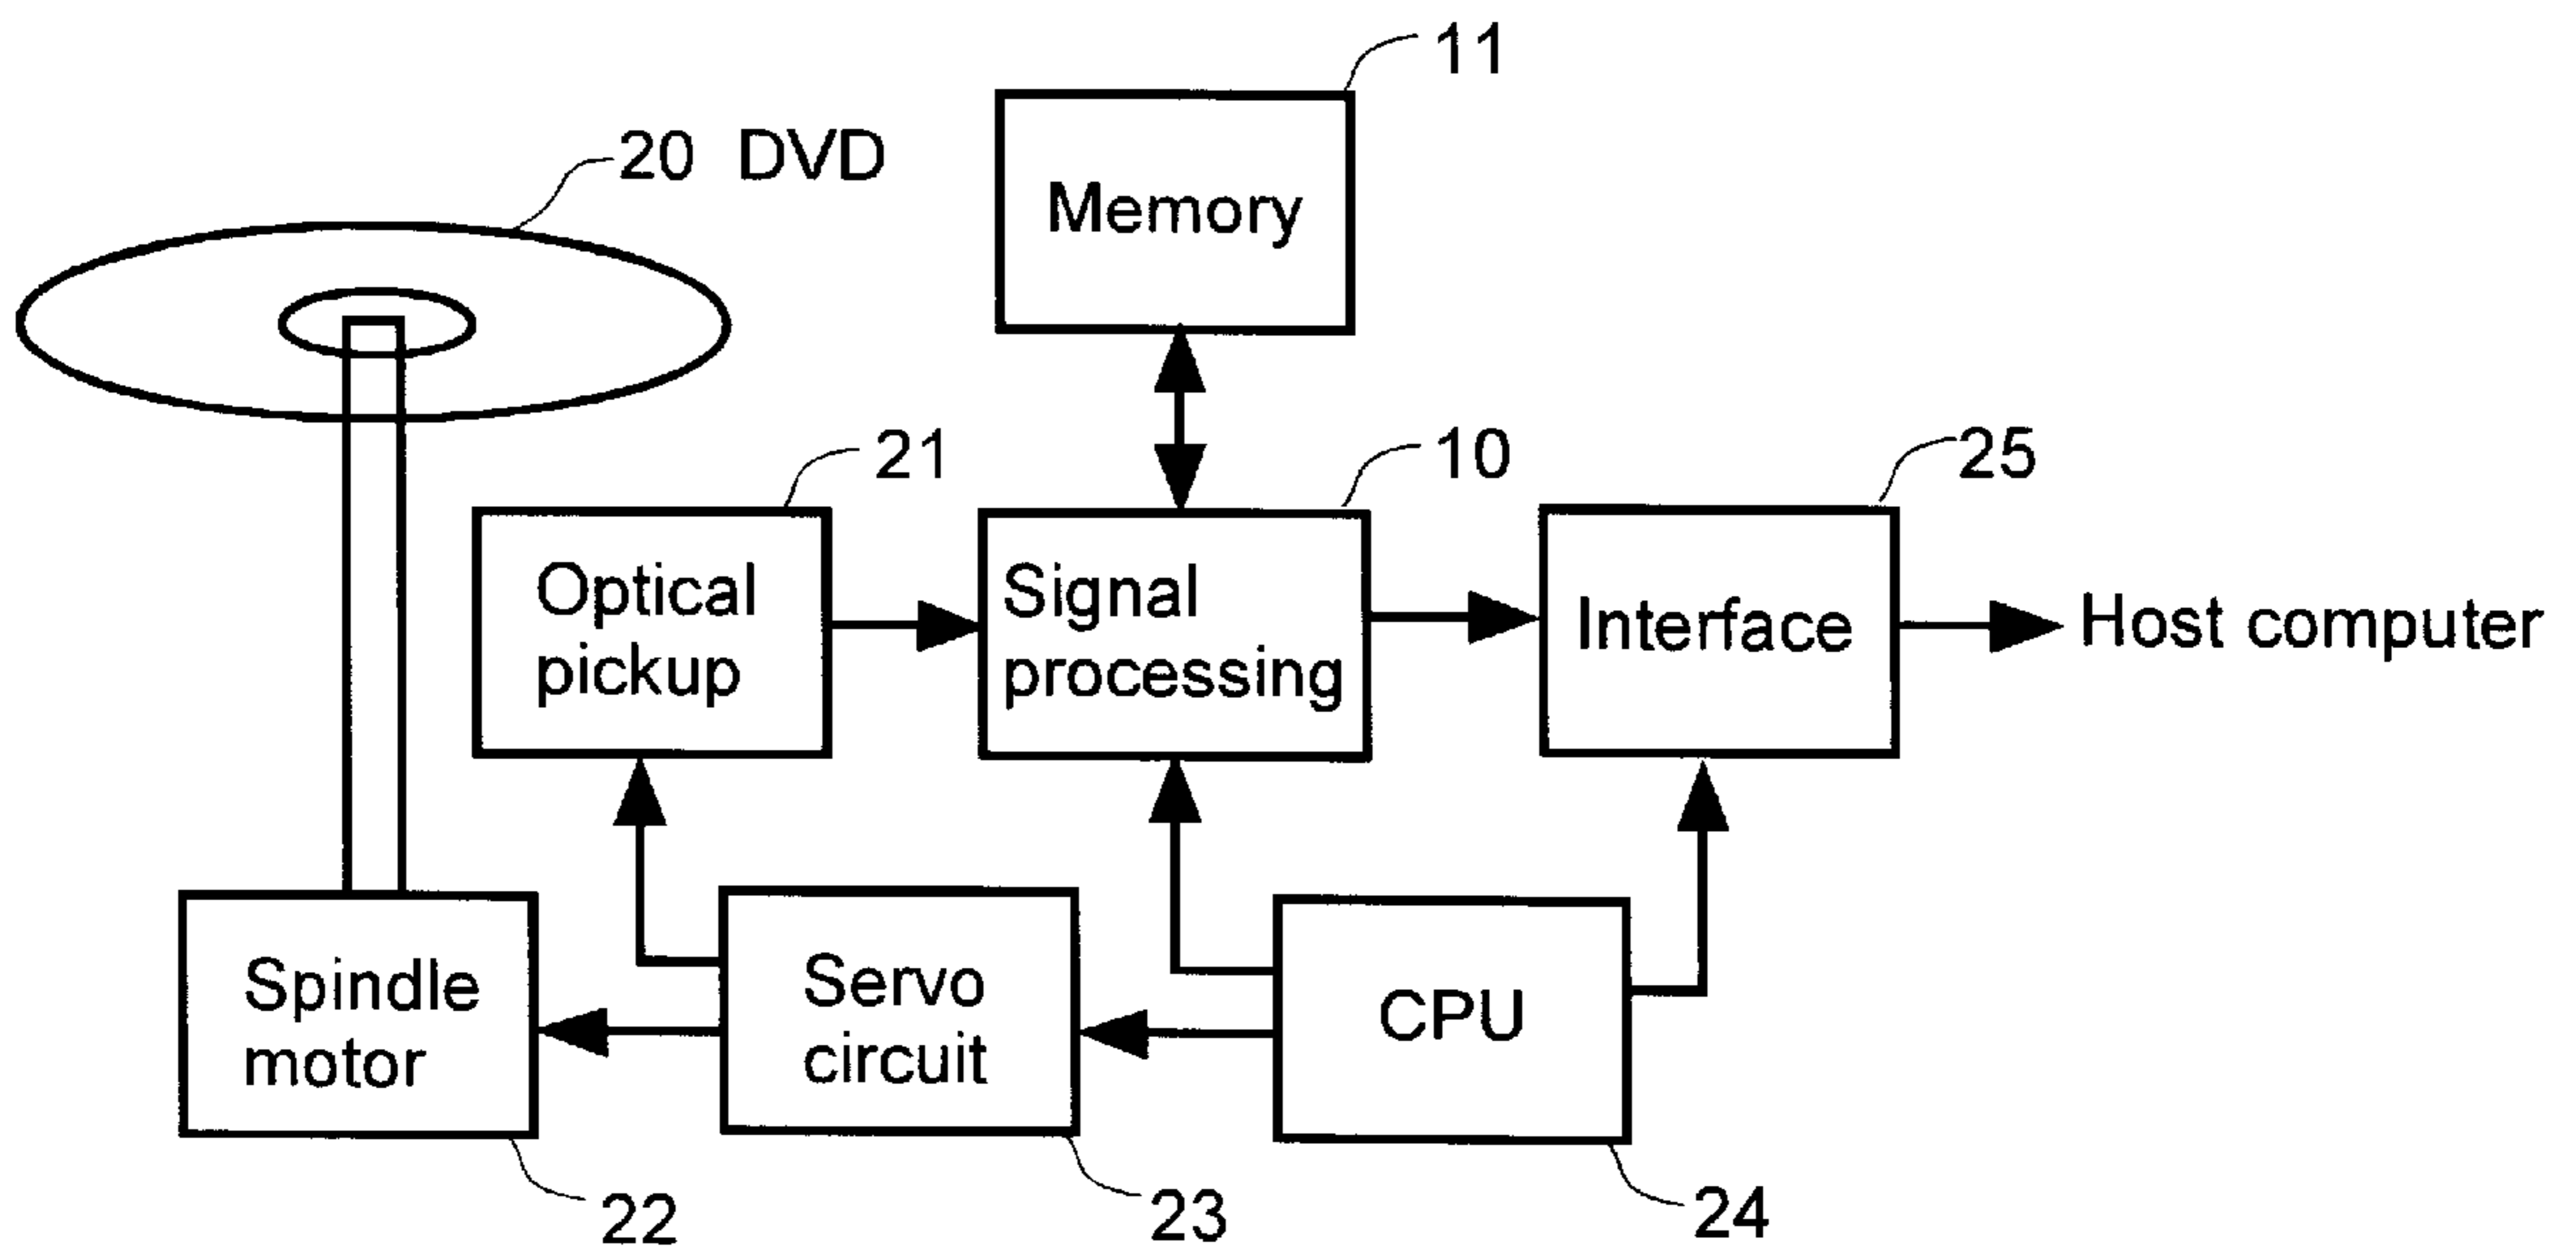 11
20 DVD
Memory
21
10
25
Optical
pickup
Signal
processing
Interface
Host computer
Spindle
motor
Servo
circuit
CPU
22
23
24